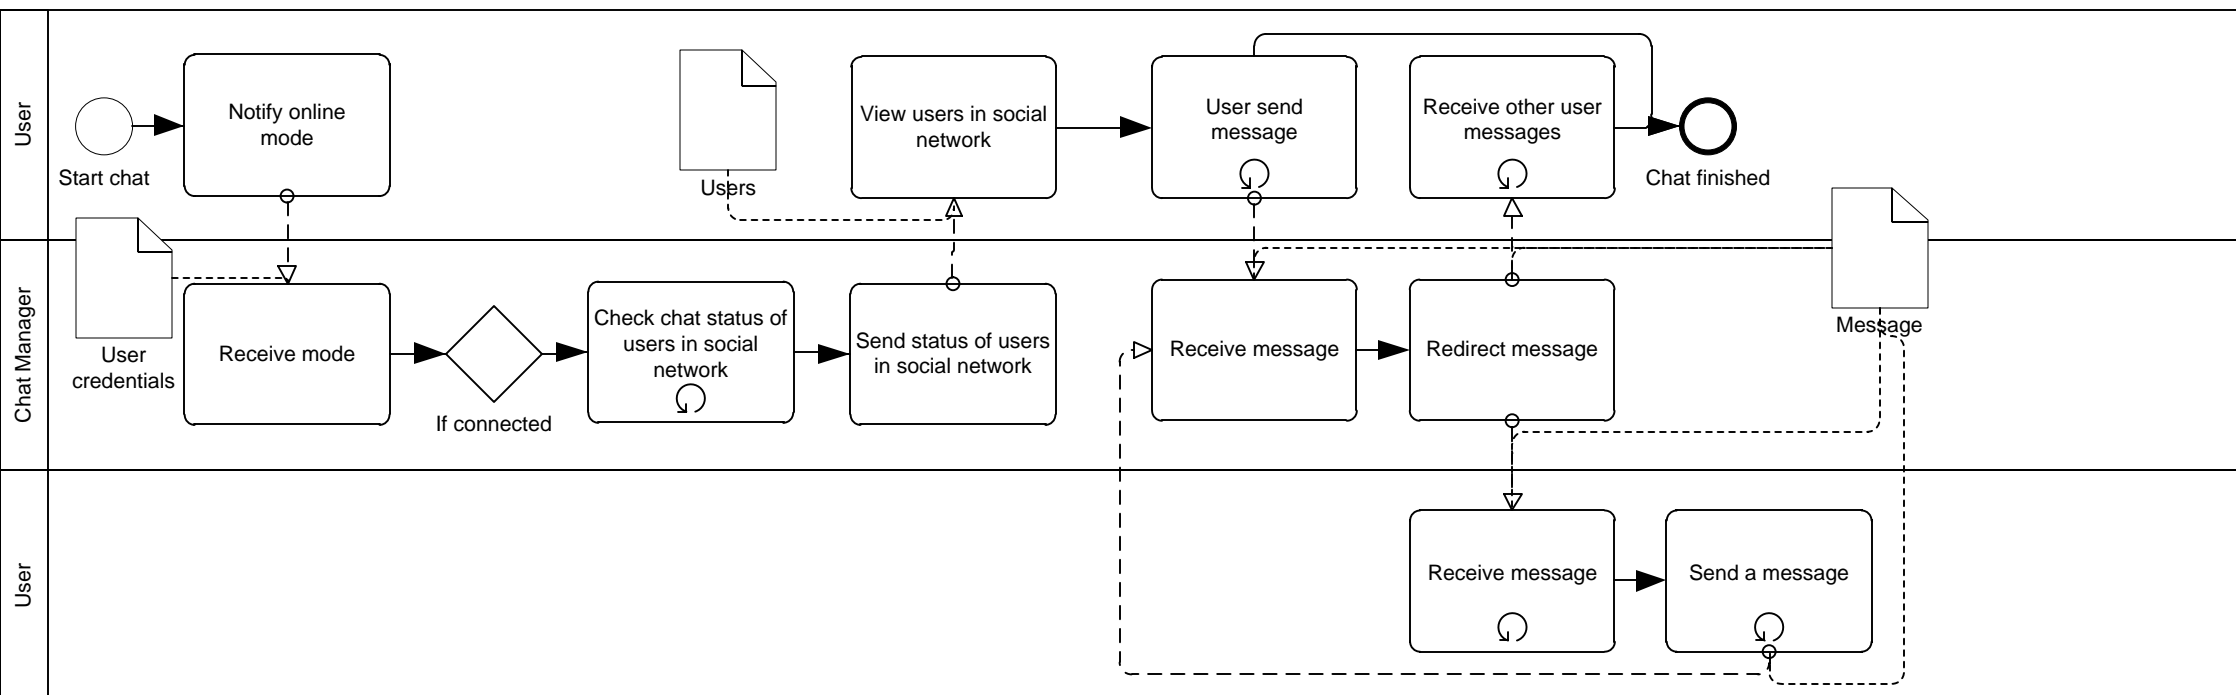 User
Start chat
Notify online
mode
Users
View users in social
network
User send
message
Receive other user
messages
Chat finished
Chat Manager
User
credentials
Receive mode
If connected
Check chat status of
users in social
network
Send status of users
in social network
Receive message
Redirect message
Message
User
Receive message
Send a message